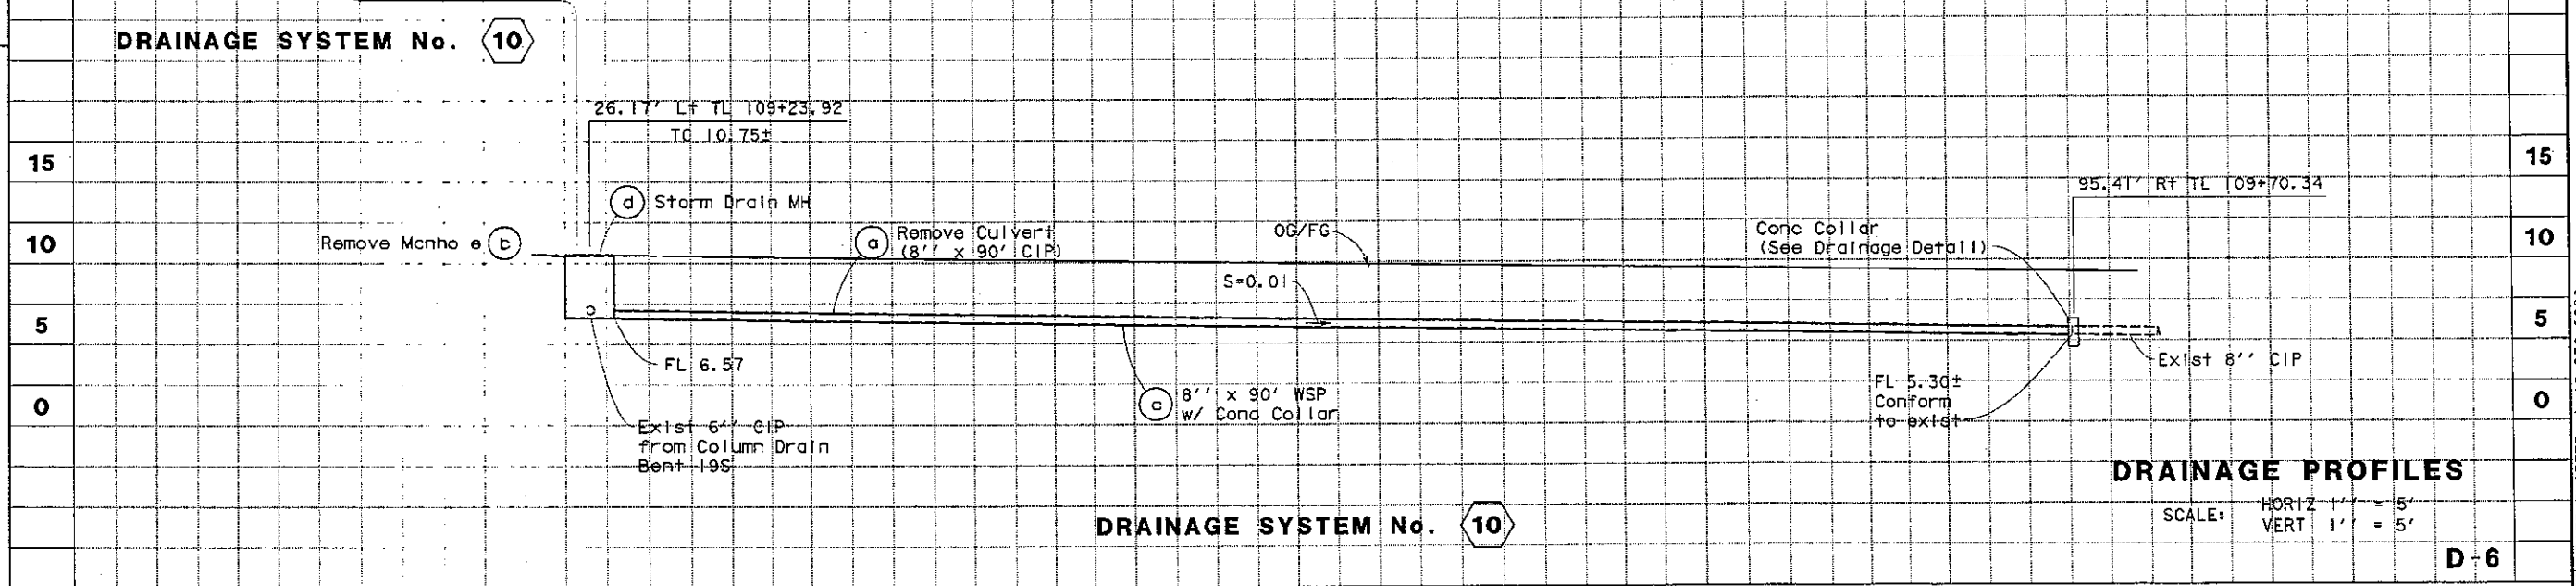 DRAINAGE SYSTEM No. 10
26.17' Lt TL 109+23.92
TC 10.75±
15
15
95.41' Rt TL 109+70.34
d Storm Drain MH
10
Remove Manho e b
a Remove Culvert
(8'' x 90' CIP)
OG/FG
Conc Collar
(See Drainage Detail)
10
S=0.01
5
5
FL 6.57
Exist 8'' CIP
0
c 8'' x 90' WSP
w/ Conc Collar
FL 5.30±
Conform
to exist
0
Exist 6'' CIP
from Column Drain
Bent 19S
DRAINAGE PROFILES
SCALE: HORIZ 1'' = 5'
VERT 1'' = 5'
DRAINAGE SYSTEM No. 10
D-6